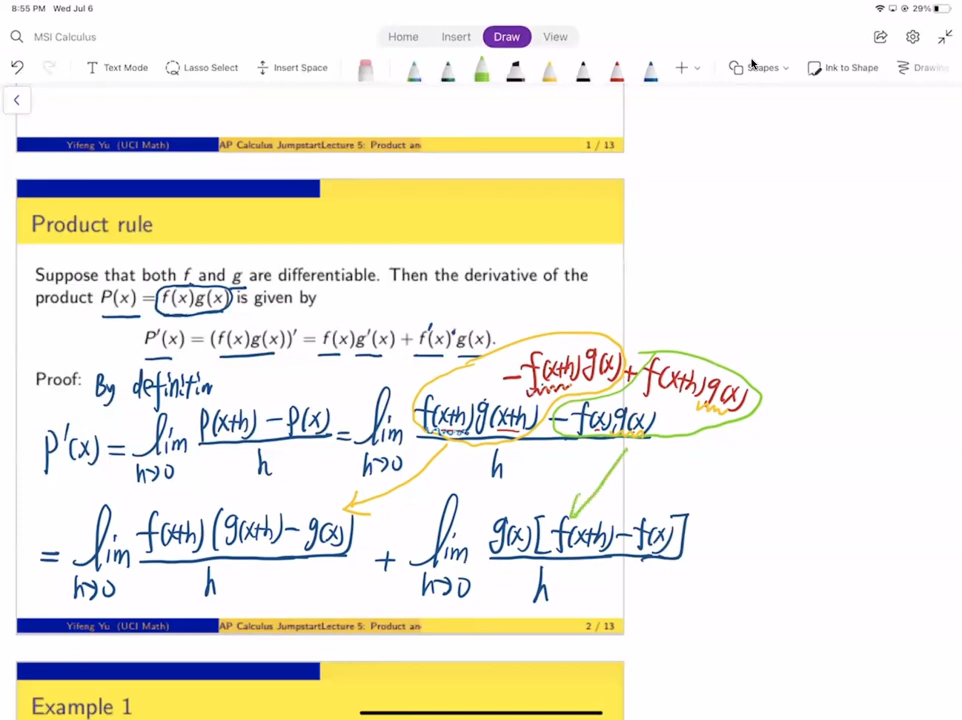 8:55 PM Wed Jul 6
29%
MSI Calculus
Home Insert Draw View
Text Mode Lasso Select Insert Space Shapes Ink to Shape Drawing
Yifeng Yu (UCI Math) AP Calculus JumpstartLecture 5: Product an 1 / 13
Product rule
Suppose that both f and g are differentiable. Then the derivative of the
product P(x) = f(x)g(x) is given by
P′(x) = (f(x)g(x))′ = f(x)g′(x) + f′(x)g(x).
-f(x+h)g(x) + f(x+h)g(x)
Proof: By definition
P'(x) = lim h→0 (P(x+h) - P(x))/h = lim h→0 (f(x+h)g(x+h) - f(x)g(x))/h
= lim h→0 f(x+h)(g(x+h) - g(x))/h + lim h→0 g(x)[f(x+h) - f(x)]/h
Yifeng Yu (UCI Math) AP Calculus JumpstartLecture 5: Product an 2 / 13
Example 1